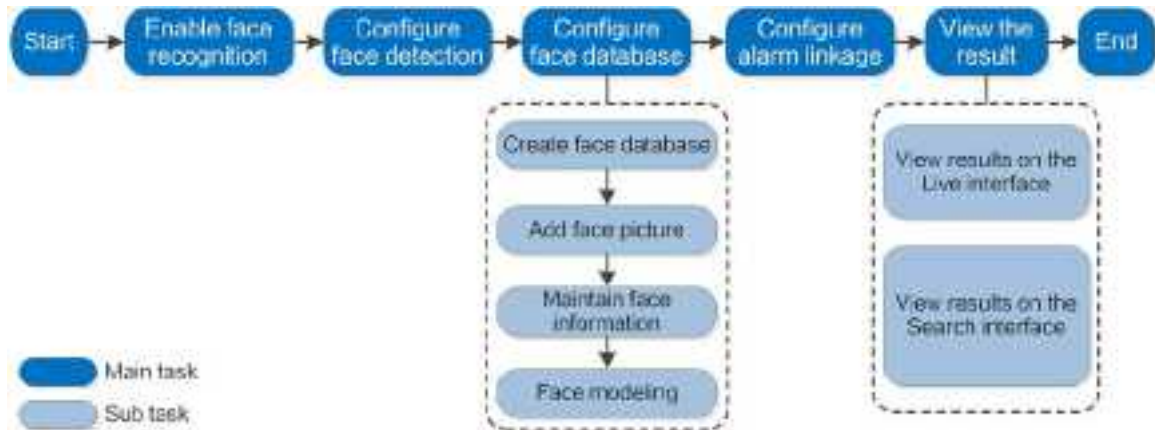 Start
Enable face
recognition
Configure
face detection
Configure
face database
Configure
alarm linkage
View the
result
End
Create face database
Add face picture
Maintain face
information
Face modeling
View results on the
Live interface
View results on the
Search interface
Main task
Sub task